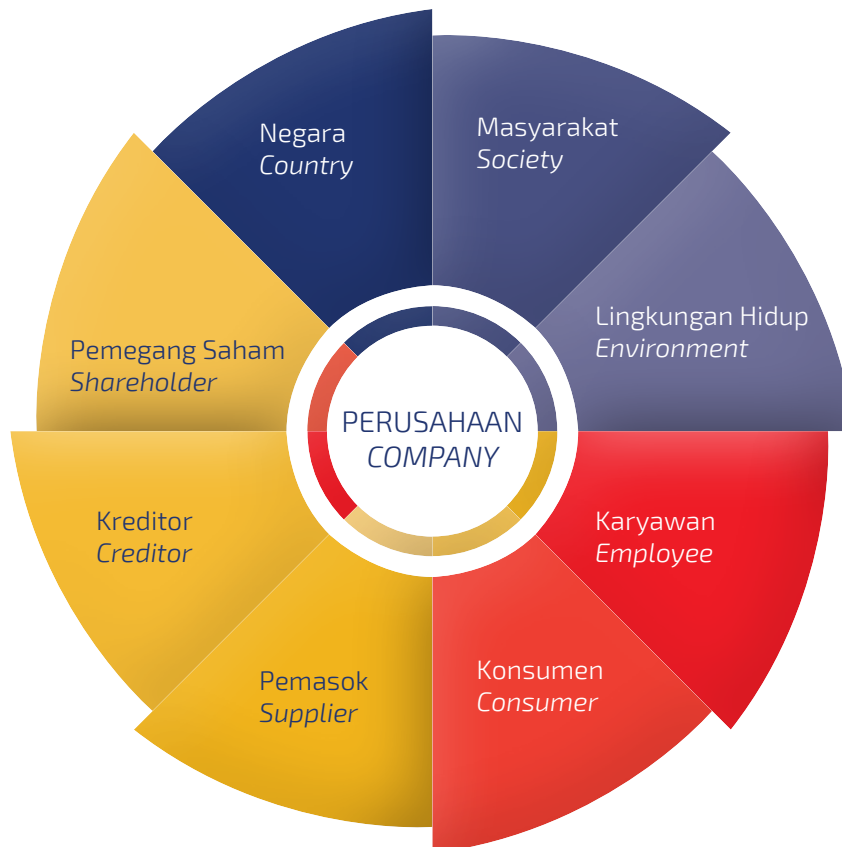 Negara
Country
Masyarakat
Society
Lingkungan Hidup
Environment
Pemegang Saham
Shareholder
PERUSAHAAN
COMPANY
Kreditor
Creditor
Karyawan
Employee
Pemasok
Supplier
Konsumen
Consumer